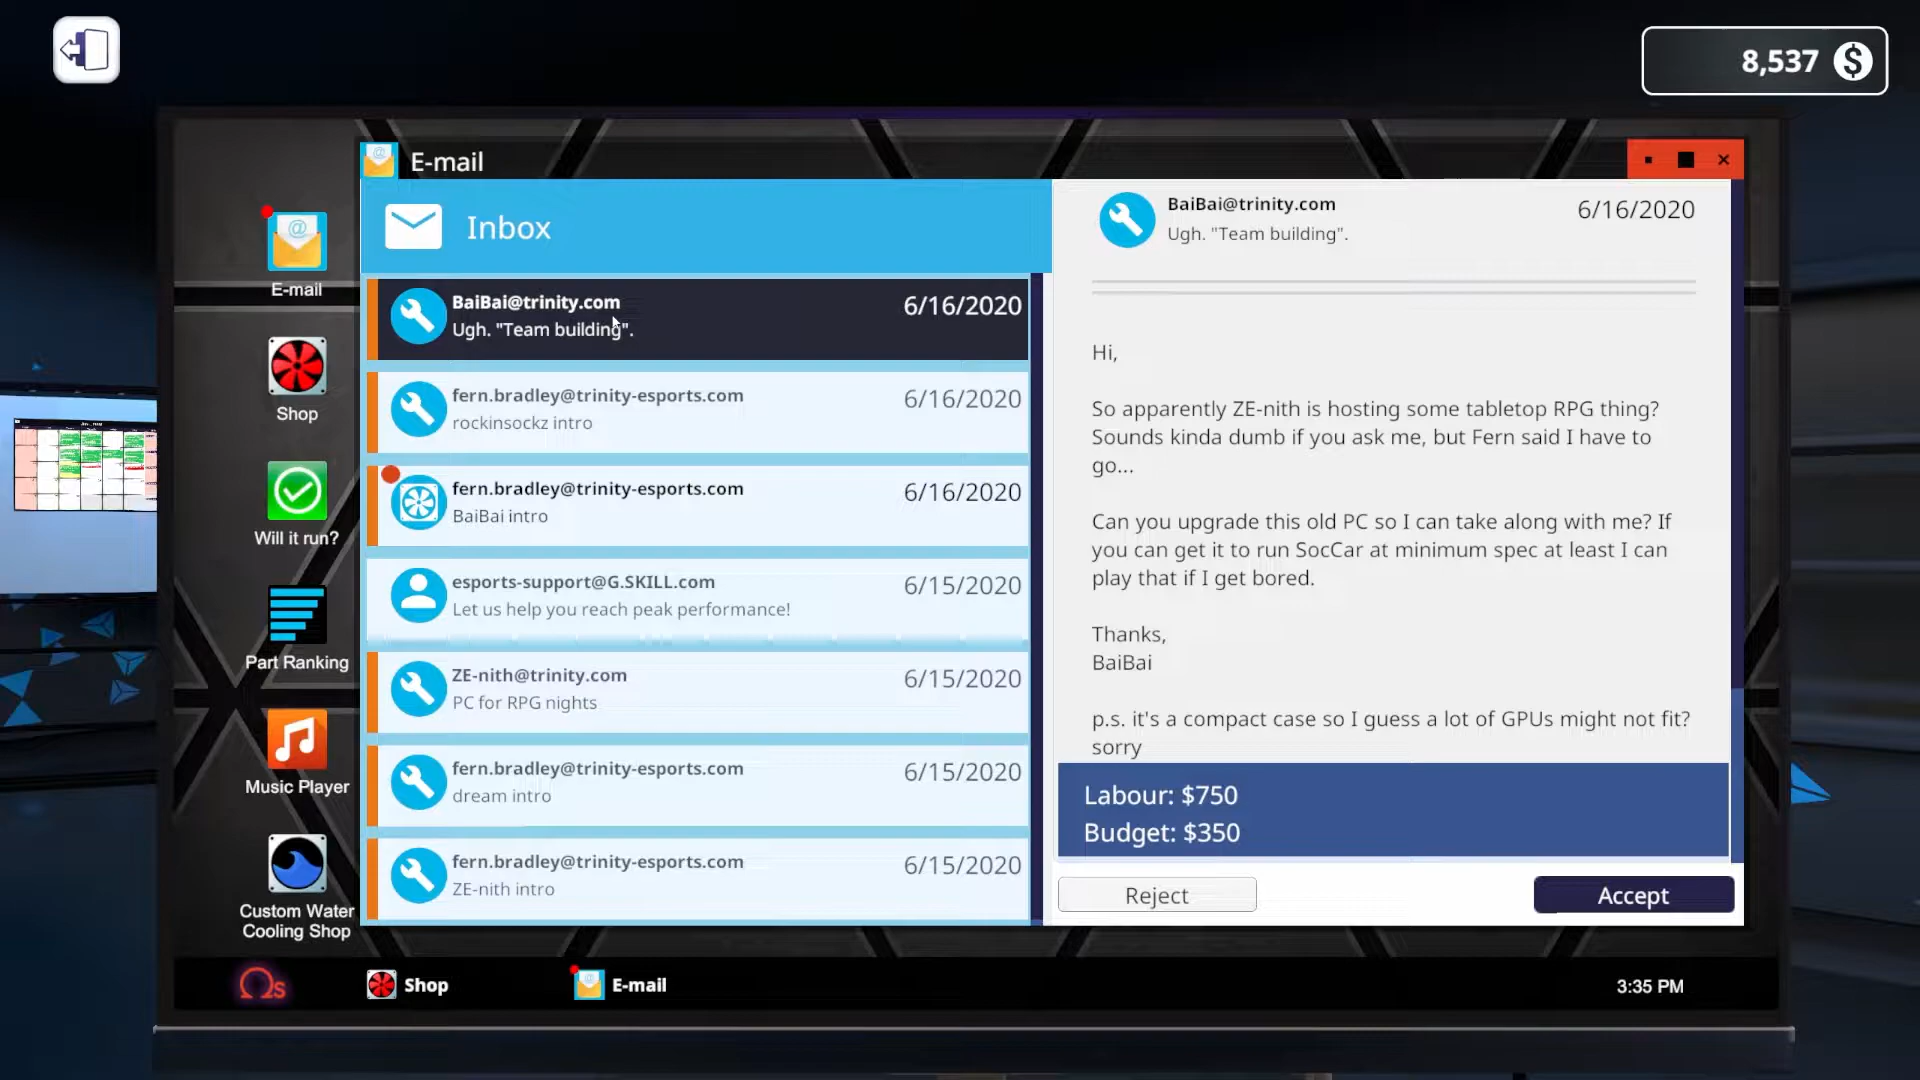 8,537
E-mail
Inbox
BaiBai@trinity.com
6/16/2020
Ugh. "Team building".
fern.bradley@trinity-esports.com
6/16/2020
rockinsockz intro
fern.bradley@trinity-esports.com
6/16/2020
BaiBai intro
esports-support@G.SKILL.com
6/15/2020
Let us help you reach peak performance!
ZE-nith@trinity.com
6/15/2020
PC for RPG nights
fern.bradley@trinity-esports.com
6/15/2020
dream intro
fern.bradley@trinity-esports.com
6/15/2020
ZE-nith intro
BaiBai@trinity.com
6/16/2020
Ugh. "Team building".
Hi,
So apparently ZE-nith is hosting some tabletop RPG thing?
Sounds kinda dumb if you ask me, but Fern said I have to
go...
Can you upgrade this old PC so I can take along with me? If
you can get it to run SocCar at minimum spec at least I can
play that if I get bored.
Thanks,
BaiBai
p.s. it's a compact case so I guess a lot of GPUs might not fit?
sorry
Labour: $750
Budget: $350
Reject
Accept
E-mail
Shop
Will it run?
Part Ranking
Music Player
Custom Water
Cooling Shop
Ωs
Shop
E-mail
3:35 PM